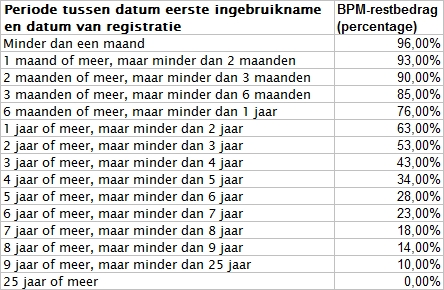 Periode tussen datum eerste ingebruikname BPM-restbedrag
en datum van registratie (percentage)
Minder dan een maand 96,00%
1 maand of meer, maar minder dan 2 maanden 93,00%
2 maanden of meer, maar minder dan 3 maanden 90,00%
3 maanden of meer, maar minder dan 6 maanden 85,00%
6 maanden of meer, maar minder dan 1 jaar 76,00%
1 jaar of meer, maar minder dan 2 jaar 63,00%
2 jaar of meer, maar minder dan 3 jaar 53,00%
3 jaar of meer, maar minder dan 4 jaar 43,00%
4 jaar of meer, maar minder dan 5 jaar 34,00%
5 jaar of meer, maar minder dan 6 jaar 28,00%
6 jaar of meer, maar minder dan 7 jaar 23,00%
7 jaar of meer, maar minder dan 8 jaar 18,00%
8 jaar of meer, maar minder dan 9 jaar 14,00%
9 jaar of meer, maar minder dan 25 jaar 10,00%
25 jaar of meer 0,00%